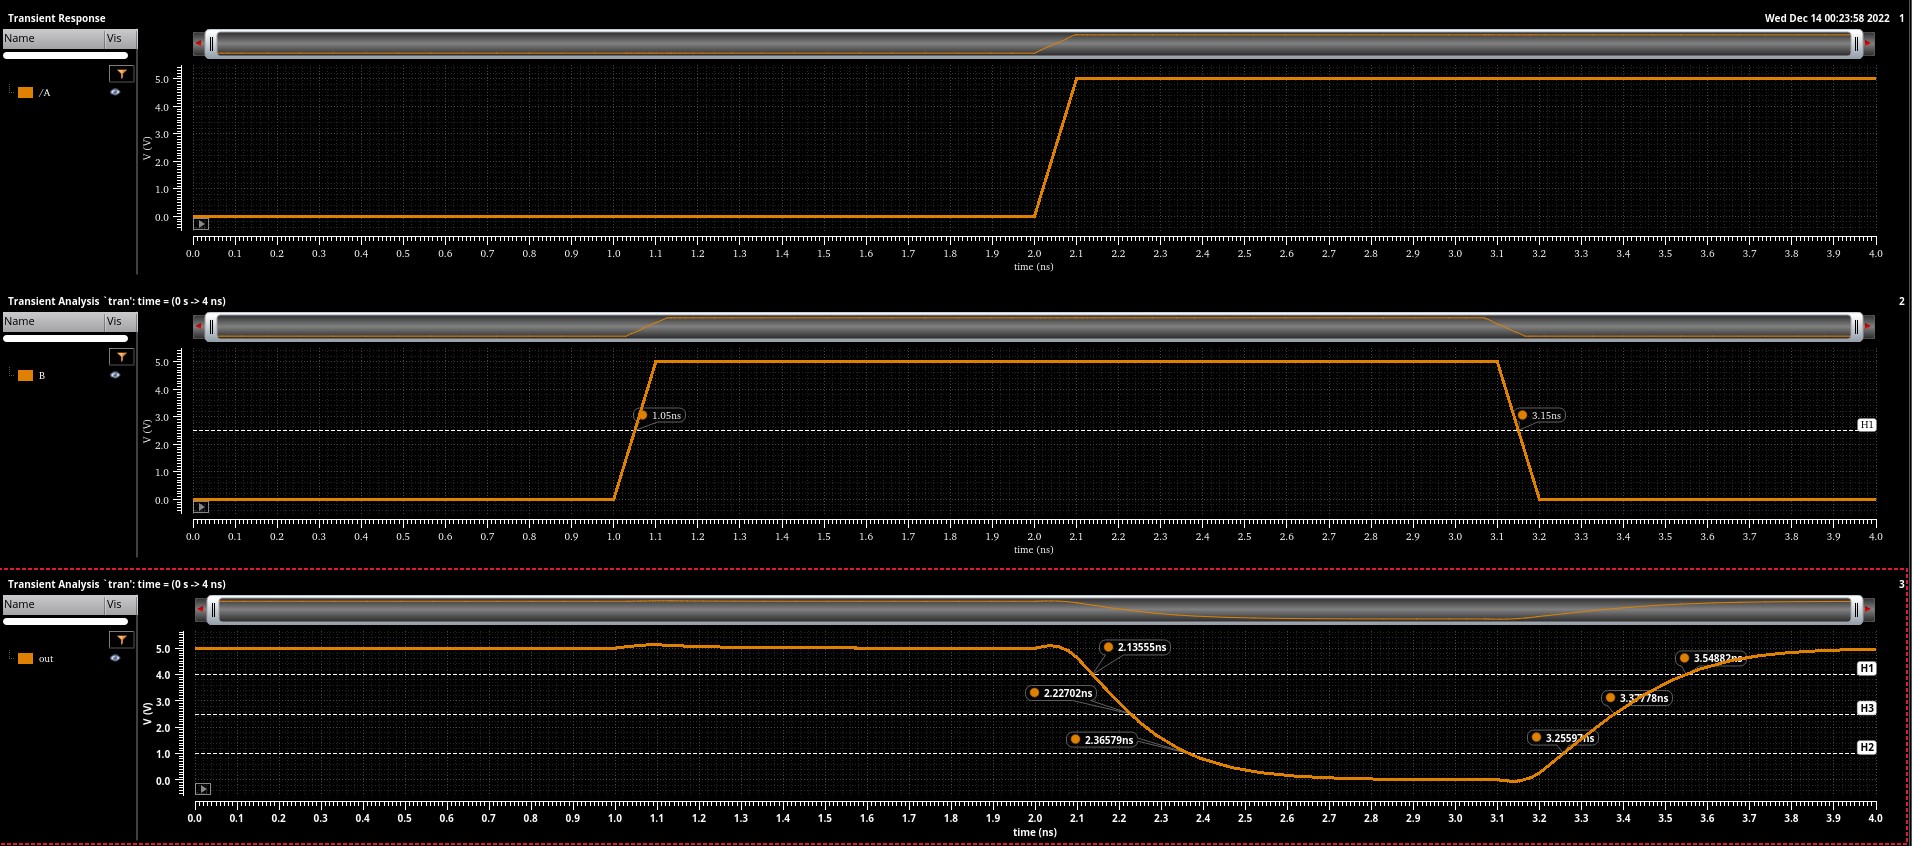 Transient Response
Wed Dec 14 00:23:58 2022 1
Name Vis
/A
5.0
4.0
3.0
2.0
1.0
0.0
V (V)
0.0 0.1 0.2 0.3 0.4 0.5 0.6 0.7 0.8 0.9 1.0 1.1 1.2 1.3 1.4 1.5 1.6 1.7 1.8 1.9 2.0 2.1 2.2 2.3 2.4 2.5 2.6 2.7 2.8 2.9 3.0 3.1 3.2 3.3 3.4 3.5 3.6 3.7 3.8 3.9 4.0
time (ns)
Transient Analysis `tran': time = (0 s -> 4 ns)
2
Name Vis
B
5.0
4.0
3.0
2.0
1.0
0.0
V (V)
1.05ns
3.15ns
H1
0.0 0.1 0.2 0.3 0.4 0.5 0.6 0.7 0.8 0.9 1.0 1.1 1.2 1.3 1.4 1.5 1.6 1.7 1.8 1.9 2.0 2.1 2.2 2.3 2.4 2.5 2.6 2.7 2.8 2.9 3.0 3.1 3.2 3.3 3.4 3.5 3.6 3.7 3.8 3.9 4.0
time (ns)
Transient Analysis `tran': time = (0 s -> 4 ns)
3
Name Vis
out
5.0
4.0
3.0
2.0
1.0
0.0
V (V)
2.13555ns
3.54882ns
H1
2.22702ns
3.37778ns
H3
2.36579ns
3.25597ns
H2
0.0 0.1 0.2 0.3 0.4 0.5 0.6 0.7 0.8 0.9 1.0 1.1 1.2 1.3 1.4 1.5 1.6 1.7 1.8 1.9 2.0 2.1 2.2 2.3 2.4 2.5 2.6 2.7 2.8 2.9 3.0 3.1 3.2 3.3 3.4 3.5 3.6 3.7 3.8 3.9 4.0
time (ns)